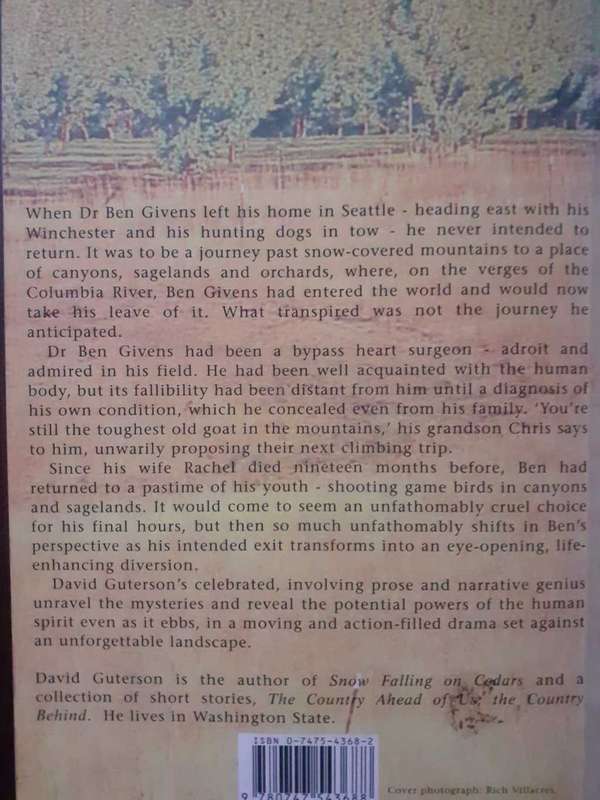 When Dr Ben Givens left his home in Seattle - heading east with his
Winchester and his hunting dogs in tow - he never intended to
return. It was to be a journey past snow-covered mountains to a place
of canyons, sagelands and orchards, where, on the verges of the
Columbia River, Ben Givens had entered the world and would now
take his leave of it. What transpired was not the journey he
anticipated.
Dr Ben Givens had been a bypass heart surgeon - adroit and
admired in his field. He had been well acquainted with the human
body, but its fallibility had been distant from him until a diagnosis of
his own condition, which he concealed even from his family. 'You're
still the toughest old goat in the mountains,' his grandson Chris says
to him, unwarily proposing their next climbing trip.
Since his wife Rachel died nineteen months before, Ben had
returned to a pastime of his youth - shooting game birds in canyons
and sagelands. It would come to seem an unfathomably cruel choice
for his final hours, but then so much unfathomably shifts in Ben's
perspective as his intended exit transforms into an eye-opening, life-
enhancing diversion.
David Guterson's celebrated, involving prose and narrative genius
unravel the mysteries and reveal the potential powers of the human
spirit even as it ebbs, in a moving and action-filled drama set against
an unforgettable landscape.
David Guterson is the author of Snow Falling on Cedars and a
collection of short stories, The Country Ahead of Us, the Country
Behind. He lives in Washington State.
ISBN 0-7475-4368-2
9 780747 543688
Cover photograph: Rich Villacres.